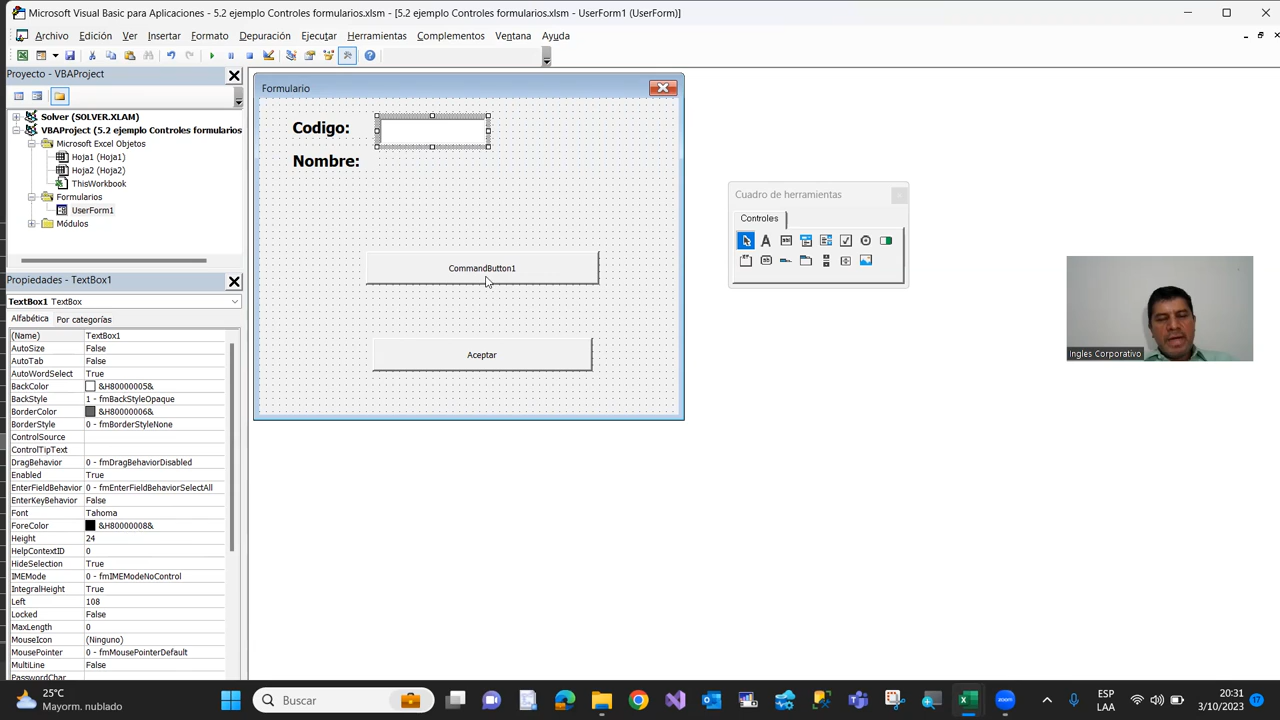 Microsoft Visual Basic para Aplicaciones - 5.2 ejemplo Controles formularios.xlsm - [5.2 ejemplo Controles formularios.xlsm - UserForm1 (UserForm)]
Archivo Edición Ver Insertar Formato Depuración Ejecutar Herramientas Complementos Ventana Ayuda
Proyecto - VBAProject
Solver (SOLVER.XLAM)
VBAProject (5.2 ejemplo Controles formularios
Microsoft Excel Objetos
Hoja1 (Hoja1)
Hoja2 (Hoja2)
ThisWorkbook
Formularios
UserForm1
Módulos
Propiedades - TextBox1
TextBox1 TextBox
Alfabética Por categorías
(Name) TextBox1
AutoSize False
AutoTab False
AutoWordSelect True
BackColor &H80000005&
BackStyle 1 - fmBackStyleOpaque
BorderColor &H80000006&
BorderStyle 0 - fmBorderStyleNone
ControlSource
ControlTipText
DragBehavior 0 - fmDragBehaviorDisabled
Enabled True
EnterFieldBehavior 0 - fmEnterFieldBehaviorSelectAll
EnterKeyBehavior False
Font Tahoma
ForeColor &H80000008&
Height 24
HelpContextID 0
HideSelection True
IMEMode 0 - fmIMEModeNoControl
IntegralHeight True
Left 108
Locked False
MaxLength 0
MouseIcon (Ninguno)
MousePointer 0 - fmMousePointerDefault
MultiLine False
PasswordChar
Formulario
Codigo:
Nombre:
CommandButton1
Aceptar
Cuadro de herramientas
Controles
Ingles Corporativo
25°C
Mayorm. nublado
Buscar
ESP
LAA
20:31
3/10/2023